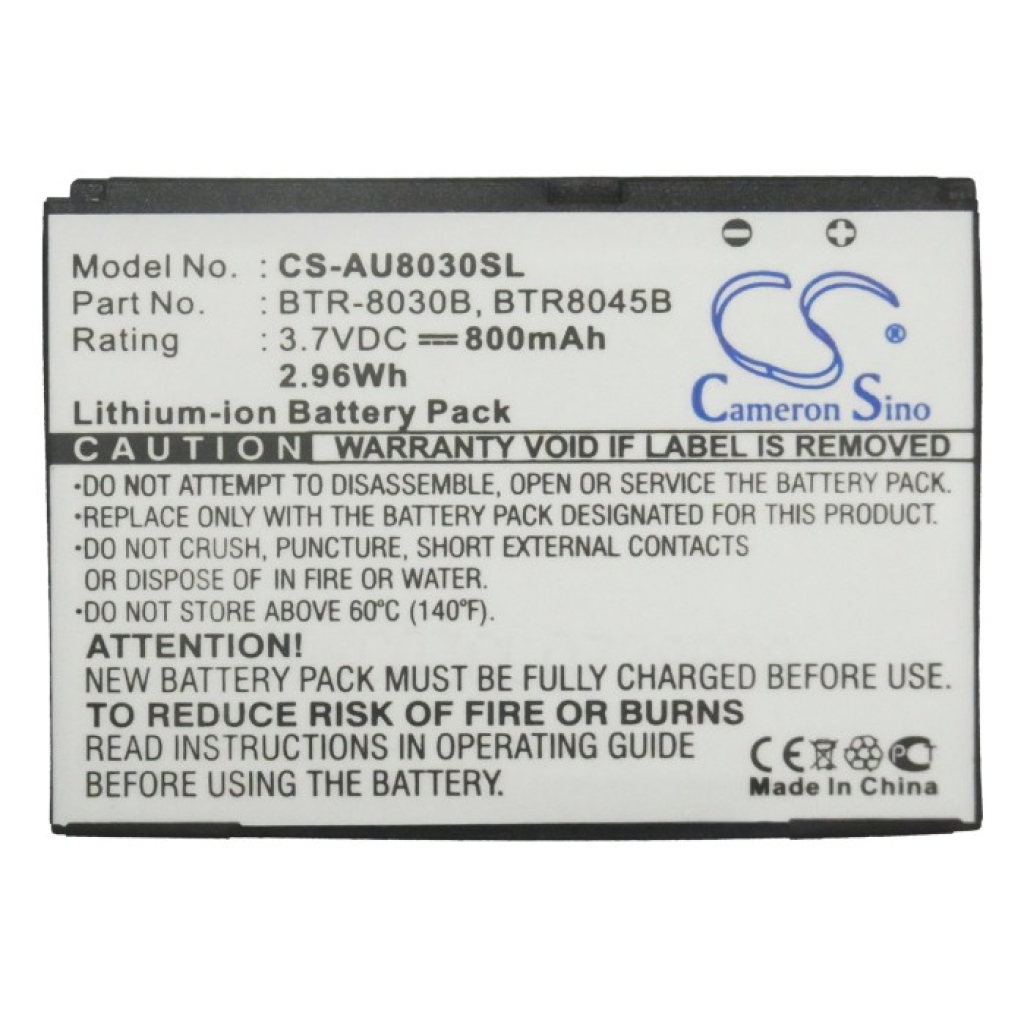 Model No. : CS-AU8030SL
Part No. : BTR-8030B, BTR8045B
Rating : 3.7VDC ⎓ 800mAh
2.96Wh
Lithium-ion Battery Pack
CS
®
Cameron Sino
CAUTION WARRANTY VOID IF LABEL IS REMOVED
·DO NOT ATTEMPT TO DISASSEMBLE, OPEN OR SERVICE THE BATTERY PACK.
·REPLACE ONLY WITH THE BATTERY PACK DESIGNATED FOR THIS PRODUCT.
·DO NOT CRUSH, PUNCTURE, SHORT EXTERNAL CONTACTS
OR DISPOSE OF IN FIRE OR WATER.
·DO NOT STORE ABOVE 60°C (140°F).
ATTENTION!
NEW BATTERY PACK MUST BE FULLY CHARGED BEFORE USE.
TO REDUCE RISK OF FIRE OR BURNS
READ INSTRUCTIONS IN OPERATING GUIDE
BEFORE USING THE BATTERY.
CE PCT
Made In China